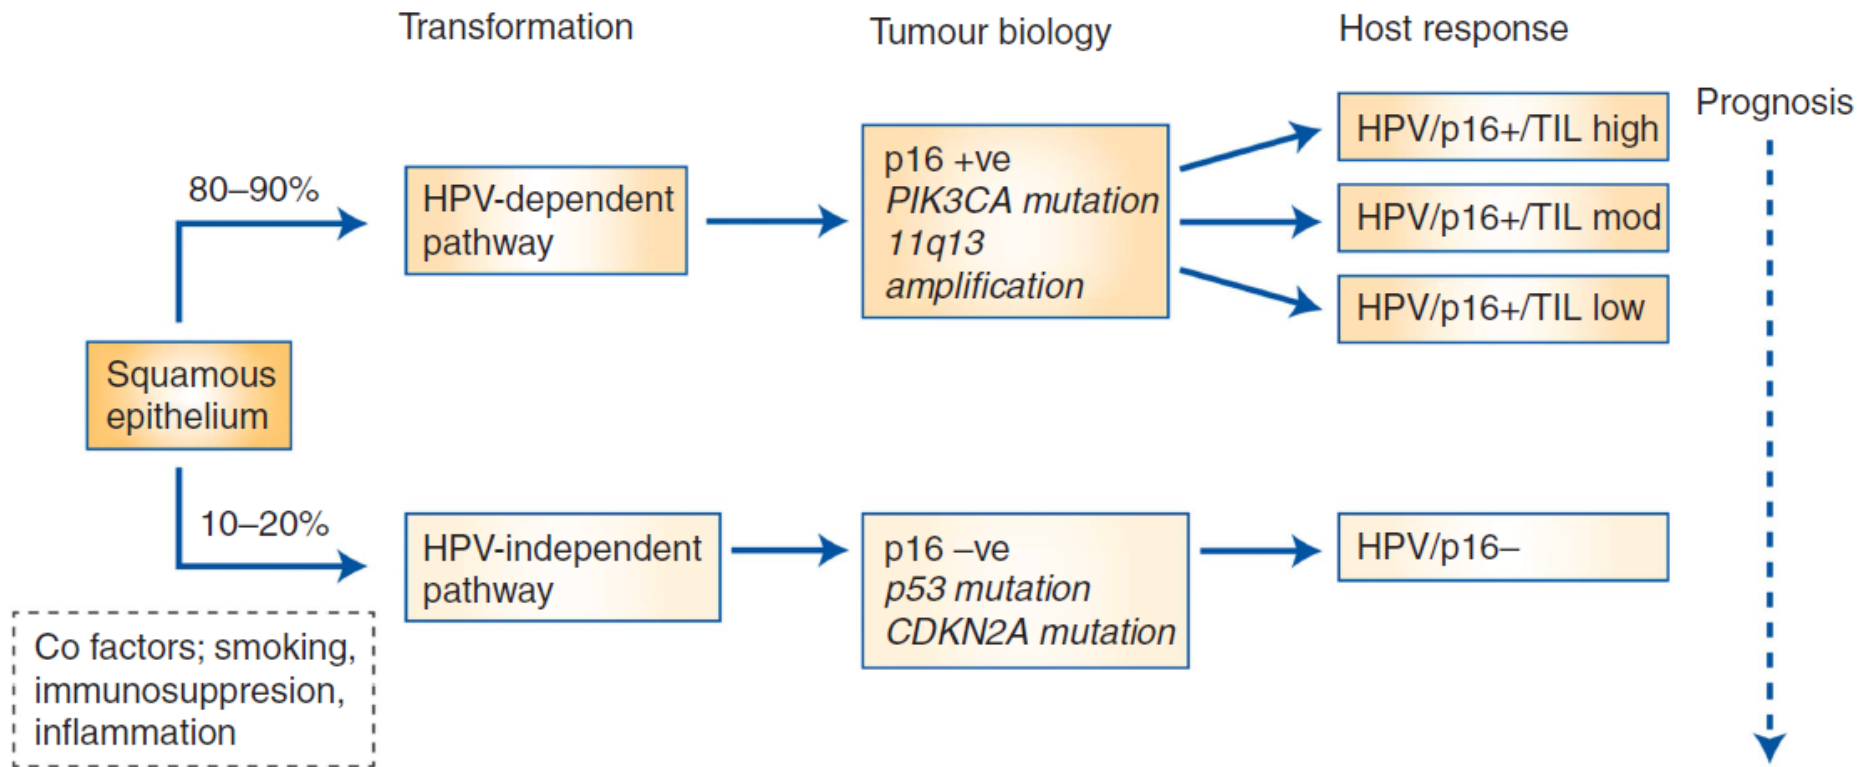 Transformation
Tumour biology
Host response
Prognosis
80–90%
HPV-dependent
pathway
p16 +ve
PIK3CA mutation
11q13
amplification
HPV/p16+/TIL high
HPV/p16+/TIL mod
HPV/p16+/TIL low
Squamous
epithelium
10–20%
HPV-independent
pathway
p16 –ve
p53 mutation
CDKN2A mutation
HPV/p16–
Co factors; smoking,
immunosuppresion,
inflammation